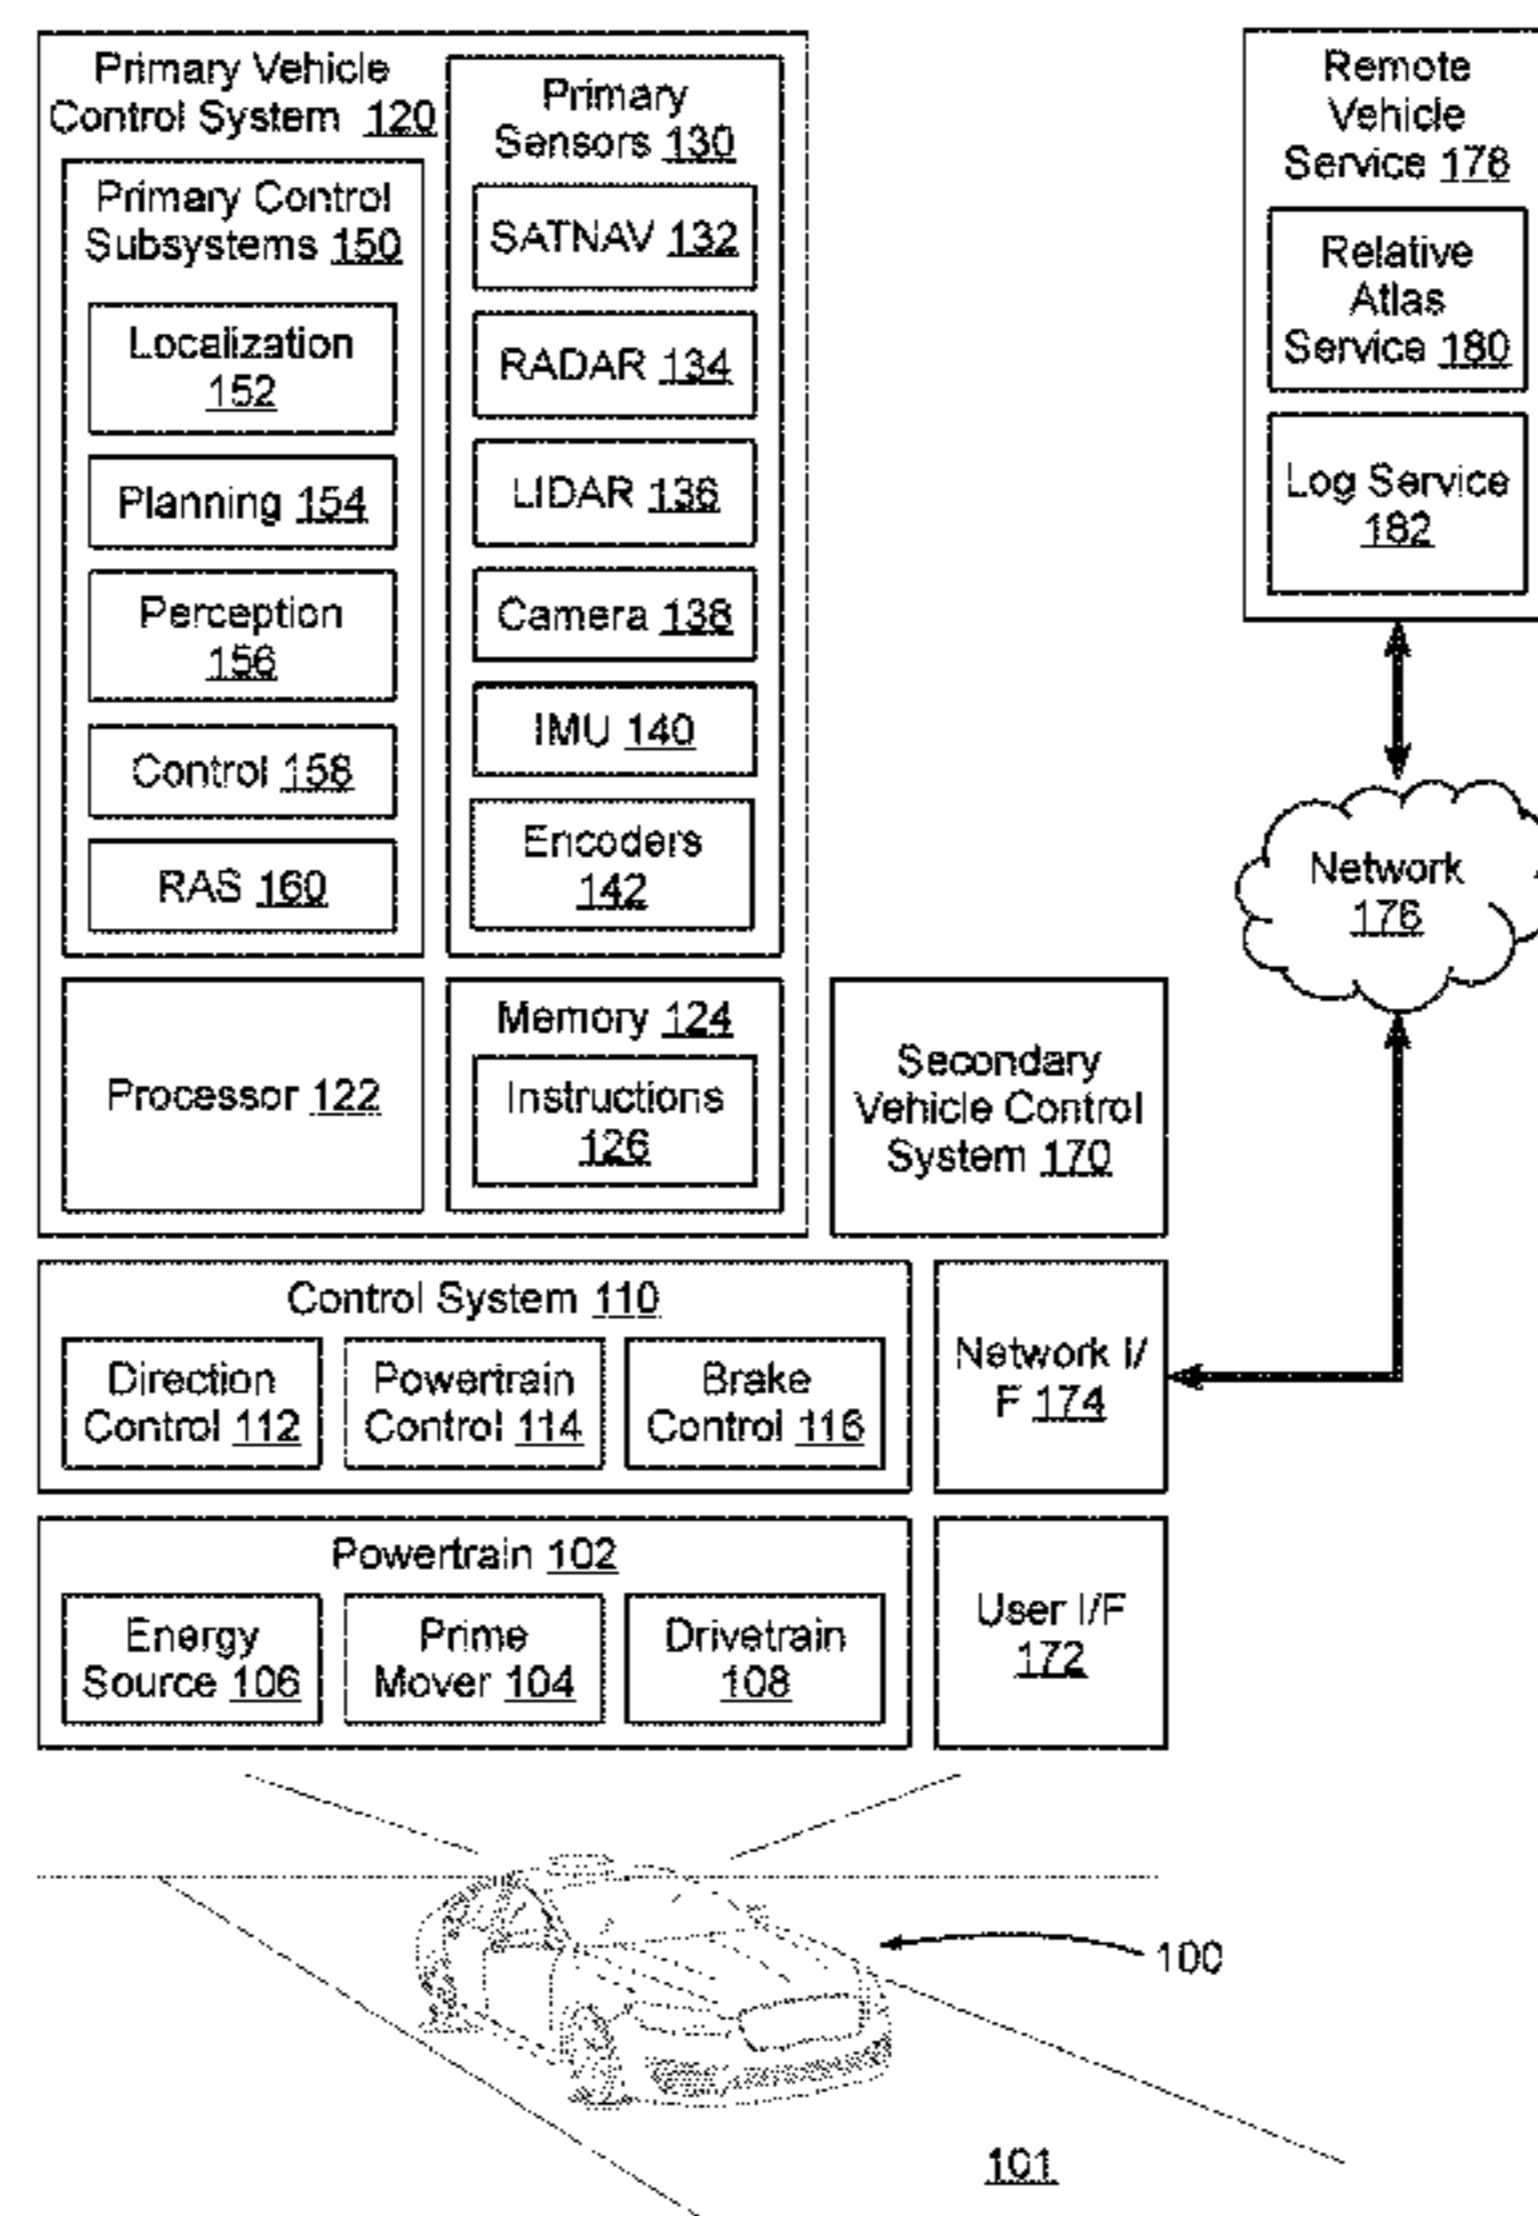 Primary Vehicle
Control System 120
Primary Control
Subsystems 150
Localization
152
Planning 154
Perception
156
Control 158
RAS 160
Primary
Sensors 130
SATNAV 132
RADAR 134
LIDAR 136
Camera 138
IMU 140
Encoders
142
Processor 122
Memory 124
Instructions
126
Secondary
Vehicle Control
System 170
Remote
Vehicle
Service 178
Relative
Atlas
Service 180
Log Service
182
Network
176
Control System 110
Direction
Control 112
Powertrain
Control 114
Brake
Control 116
Network I/
F 174
Powertrain 102
Energy
Source 106
Prime
Mover 104
Drivetrain
108
User I/F
172
100
101